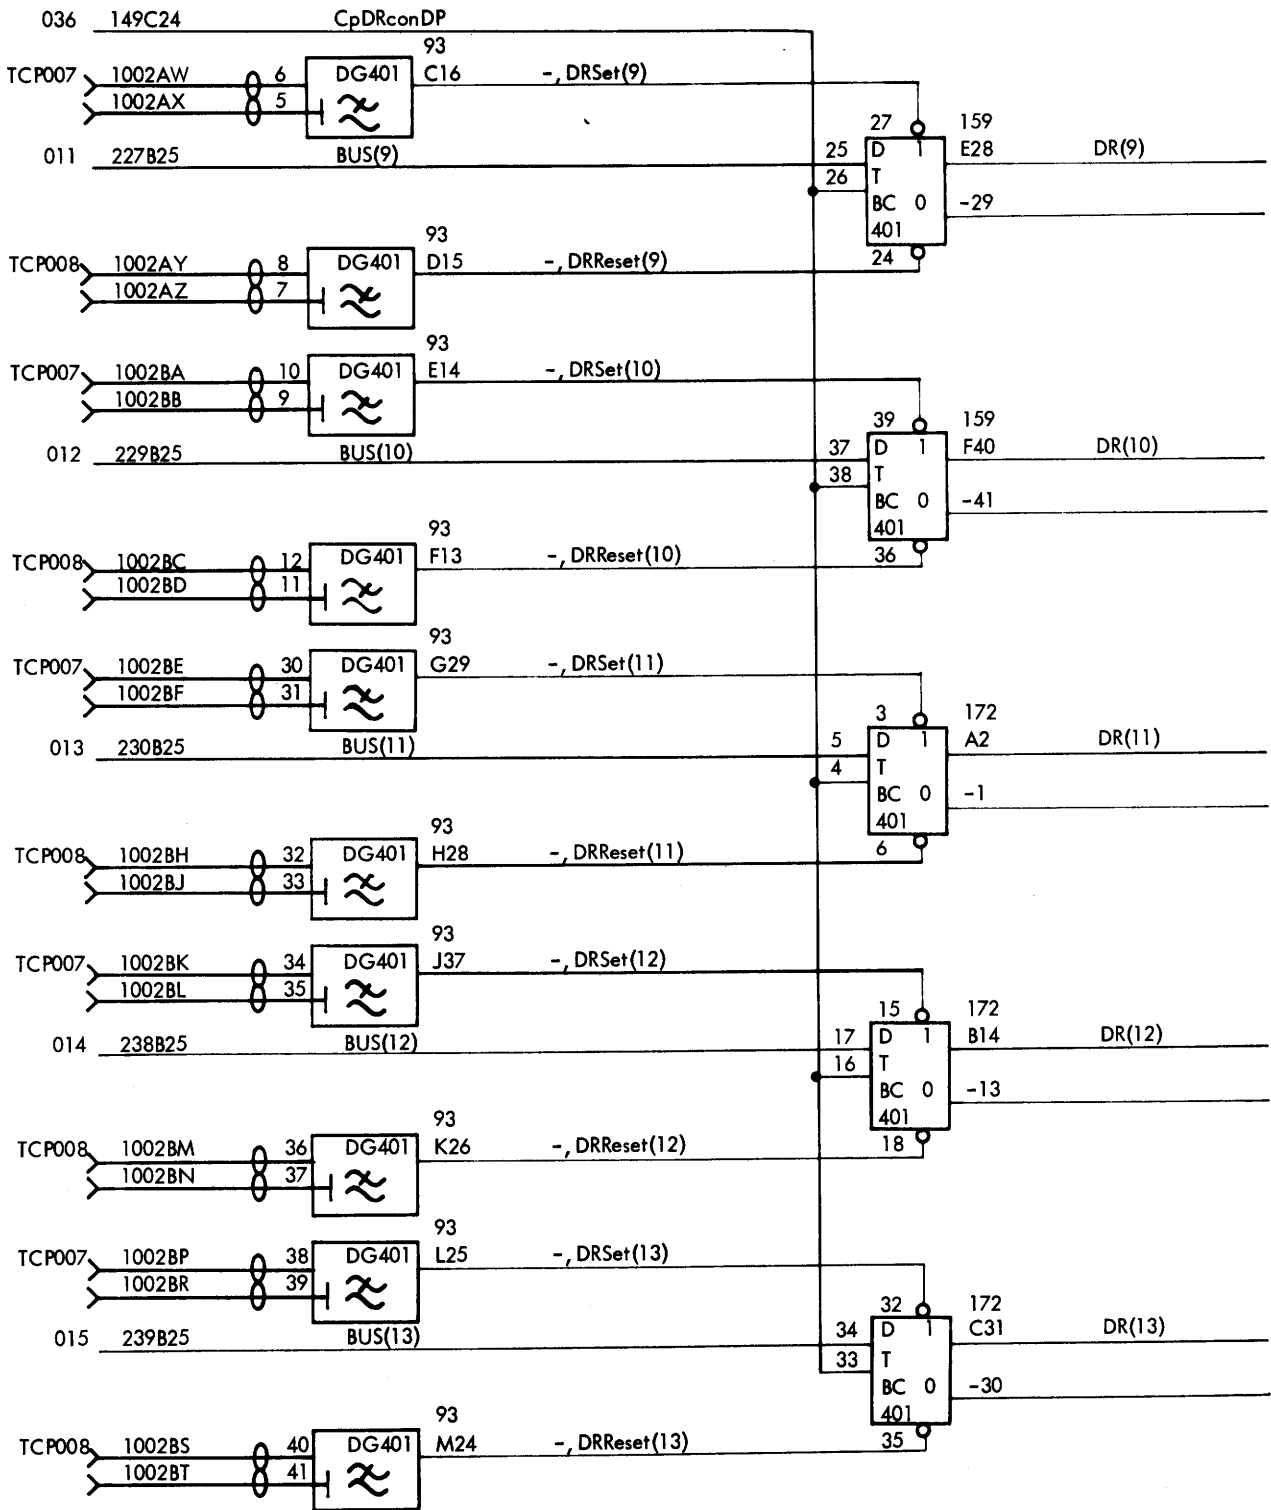 036 149C24 CpDRconDP
93
TCP007 1002AW 6 DG401 C16 -, DRSet(9)
1002AX 5
27 159
011 227B25 BUS(9) 25 D 1 E28 DR(9)
26 T
BC 0 -29
401
93
TCP008 1002AY 8 DG401 D15 -, DRReset(9) 24
1002AZ 7
93
TCP007 1002BA 10 DG401 E14 -, DRSet(10)
1002BB 9
39 159
012 229B25 BUS(10) 37 D 1 F40 DR(10)
38 T
BC 0 -41
401
93
TCP008 1002BC 12 DG401 F13 -, DRReset(10) 36
1002BD 11
93
TCP007 1002BE 30 DG401 G29 -, DRSet(11)
1002BF 31
3 172
013 230B25 BUS(11) 5 D 1 A2 DR(11)
4 T
BC 0 -1
401
93
TCP008 1002BH 32 DG401 H28 -, DRReset(11) 6
1002BJ 33
93
TCP007 1002BK 34 DG401 J37 -, DRSet(12)
1002BL 35
15 172
014 238B25 BUS(12) 17 D 1 B14 DR(12)
16 T
BC 0 -13
401
93
TCP008 1002BM 36 DG401 K26 -, DRReset(12) 18
1002BN 37
93
TCP007 1002BP 38 DG401 L25 -, DRSet(13)
1002BR 39
32 172
015 239B25 BUS(13) 34 D 1 C31 DR(13)
33 T
BC 0 -30
401
93
TCP008 1002BS 40 DG401 M24 -, DRReset(13) 35
1002BT 41